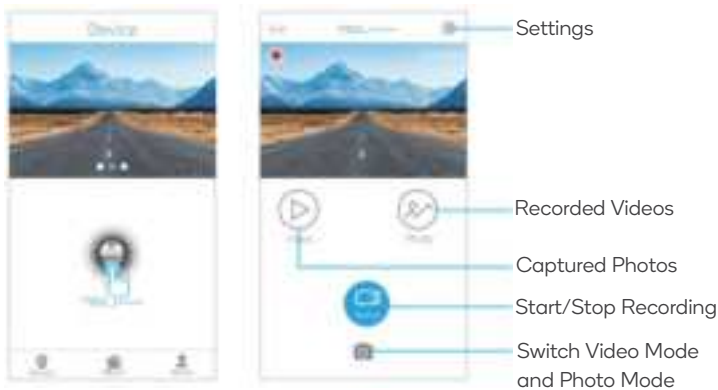 Device
Settings
Recorded Videos
Captured Photos
Start/Stop Recording
Switch Video Mode
and Photo Mode